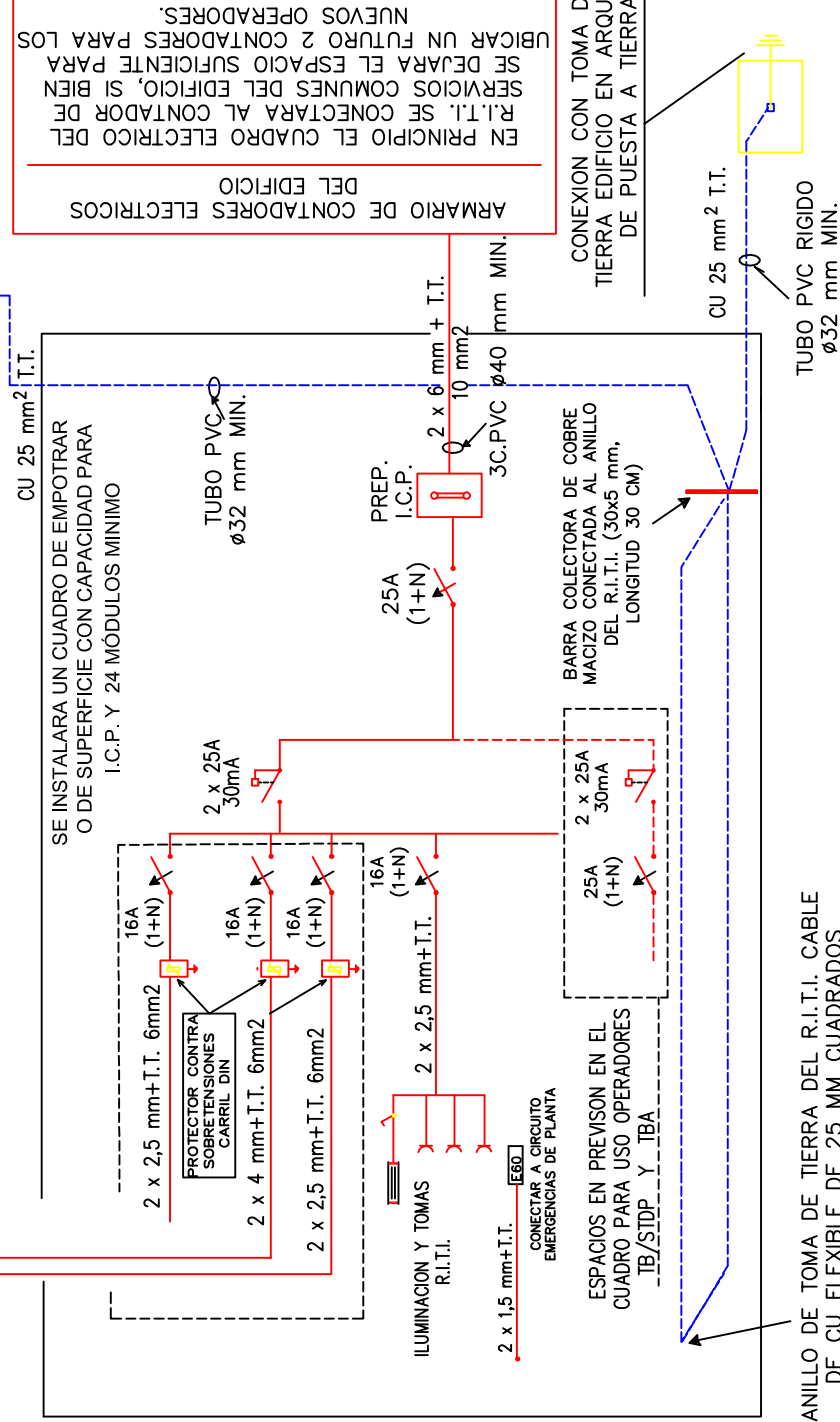 EN PRINCIPIO EL CUADRO ELECTRICO DEL
R.I.T.I. SE CONECTARA AL CONTADOR DE
SERVICIOS COMUNES DEL EDIFICIO, SI BIEN
SE DEJARA EL ESPACIO SUFICIENTE PARA
UBICAR UN FUTURO 2 CONTADORES PARA LOS
NUEVOS OPERADORES.
ARMARIO DE CONTADORES ELECTRICOS
DEL EDIFICIO
CONEXION CON TOMA D
TIERRA EDIFICIO EN ARQU
DE PUESTA A TIERRA
CU 25 mm² T.T.
TUBO PVC RIGIDO
ø32 mm MIN.
CU 25 mm² T.T.
SE INSTALARA UN CUADRO DE EMPOTRAR
O DE SUPERFICIE CON CAPACIDAD PARA
I.C.P. Y 24 MÓDULOS MINIMO
TUBO PVC
ø32 mm MIN.
2 x 6 mm + T.T.
10 mm2
3C.PVC ø40 mm MIN.
PREP.
I.C.P.
25A
(1+N)
BARRA COLECTORA DE COBRE
MACIZO CONECTADA AL ANILLO
DEL R.I.T.I. (30x5 mm,
LONGITUD 30 CM)
2 x 25A
30mA
2 x 25A
30mA
25A
(1+N)
16A
(1+N)
16A
(1+N)
16A
(1+N)
16A
(1+N)
2 x 2,5 mm+T.T. 6mm2
PROTECTOR CONTRA
SOBRETENSIONES
CARRIL DIN
2 x 4 mm+T.T. 6mm2
2 x 2,5 mm+T.T. 6mm2
2 x 2,5 mm+T.T.
ILUMINACION Y TOMAS
R.I.T.I.
2 x 1,5 mm+T.T.
E60
CONECTAR A CIRCUITO
EMERGENCIAS DE PLANTA
ESPACIOS EN PREVISON EN EL
CUADRO PARA USO OPERADORES
TB/STDP Y TBA
ANILLO DE TOMA DE TIERRA DEL R.I.T.I. CABLE
DE CU FLEXIBLE DE 25 MM CUADRADOS